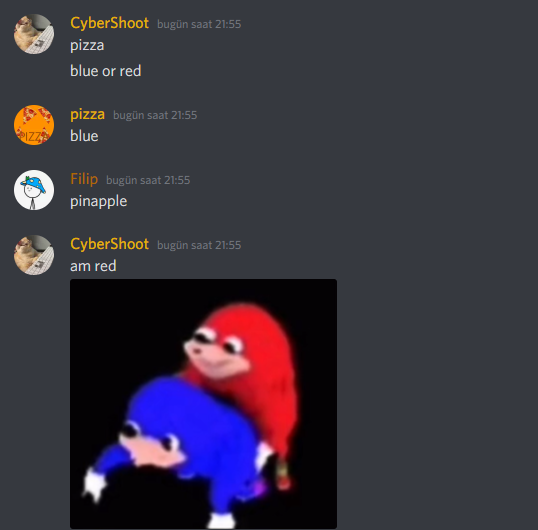 CyberShoot bugün saat 21:55
pizza
blue or red
pizza bugün saat 21:55
PIZZA
blue
Filip bugün saat 21:55
pinapple
CyberShoot bugün saat 21:55
am red